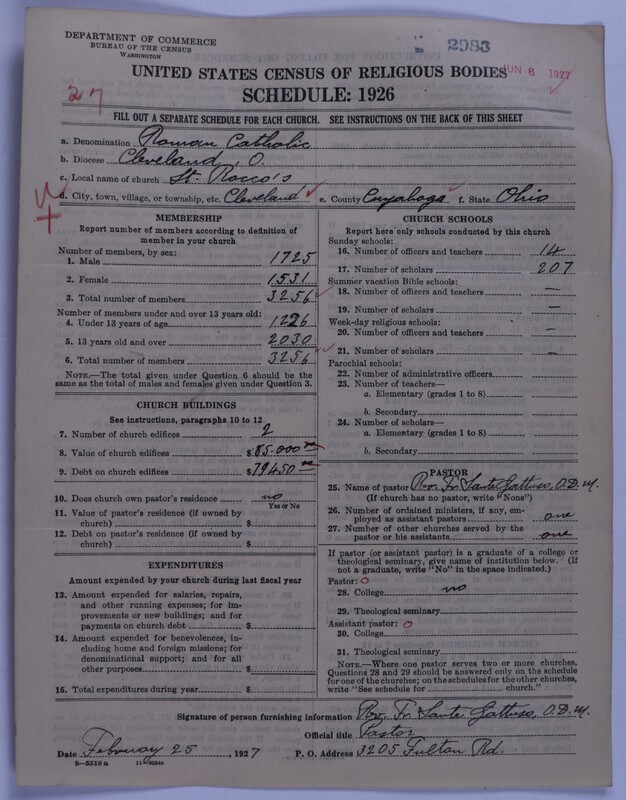 DEPARTMENT OF COMMERCE
BUREAU OF THE CENSUS
WASHINGTON
2983
JUN 8 1927
UNITED STATES CENSUS OF RELIGIOUS BODIES
SCHEDULE: 1926
27
FILL OUT A SEPARATE SCHEDULE FOR EACH CHURCH. SEE INSTRUCTIONS ON THE BACK OF THIS SHEET
a. Denomination Roman Catholic
b. Diocese Cleveland, O.
c. Local name of church St. Rocco's
d. City, town, village, or township, etc. Cleveland e. County Cuyahoga f. State Ohio
MEMBERSHIP
Report number of members according to definition of
member in your church
Number of members, by sex:
1. Male 1725
2. Female 1531
3. Total number of members 3256
Number of members under and over 13 years old:
4. Under 13 years of age 1226
5. 13 years old and over 2030
6. Total number of members 3256
NOTE.—The total given under Question 6 should be
same as the total of males and females given under Question 3.
CHURCH BUILDINGS
See instructions, paragraphs 10 to 12
7. Number of church edifices 2
8. Value of church edifices $ 85.000
9. Debt on church edifices $ 79450
10. Does church own pastor's residence no
Yes or No
11. Value of pastor's residence (if owned by
church) $
12. Debt on pastor's residence (if owned by
church) $
EXPENDITURES
Amount expended by your church during last fiscal year
13. Amount expended for salaries, repairs,
and other running expenses; for im-
provements or new buildings; and for
payments on church debt $
14. Amount expended for benevolences, in-
cluding home and foreign missions; for
denominational support; and for all
other purposes $
15. Total expenditures during year $
CHURCH SCHOOLS
Report here only schools conducted by this church
Sunday schools:
16. Number of officers and teachers 14
17. Number of scholars 207
Summer vacation Bible schools:
18. Number of officers and teachers —
19. Number of scholars —
Week-day religious schools:
20. Number of officers and teachers —
21. Number of scholars —
Parochial schools:
22. Number of administrative officers
23. Number of teachers—
a. Elementary (grades 1 to 8)
b. Secondary
24. Number of scholars—
a. Elementary (grades 1 to 8)
b. Secondary
PASTOR
25. Name of pastor Rev. Fr. Sante Gattuso, O.D.M.
(If church has no pastor, write "None")
26. Number of ordained ministers, if any, em-
ployed as assistant pastors one
27. Number of other churches served by the
pastor or his assistants one
If pastor (or assistant pastor) is a graduate of a college or
theological seminary, give name of institution below. (If
not a graduate, write "No" in the space indicated.)
Pastor:
28. College no
29. Theological seminary
Assistant pastor:
30. College
31. Theological seminary
NOTE.—Where one pastor serves two or more churches,
Questions 28 and 29 should be answered only on the schedule
for one of the churches; on the schedules for the other churches,
write "See schedule for church."
Signature of person furnishing information Rev. Fr. Sante Gattuso, O.D.M.
Official title Pastor
Date February 25, 1927 P. O. Address 3205 Fulton Rd.
8—5518a